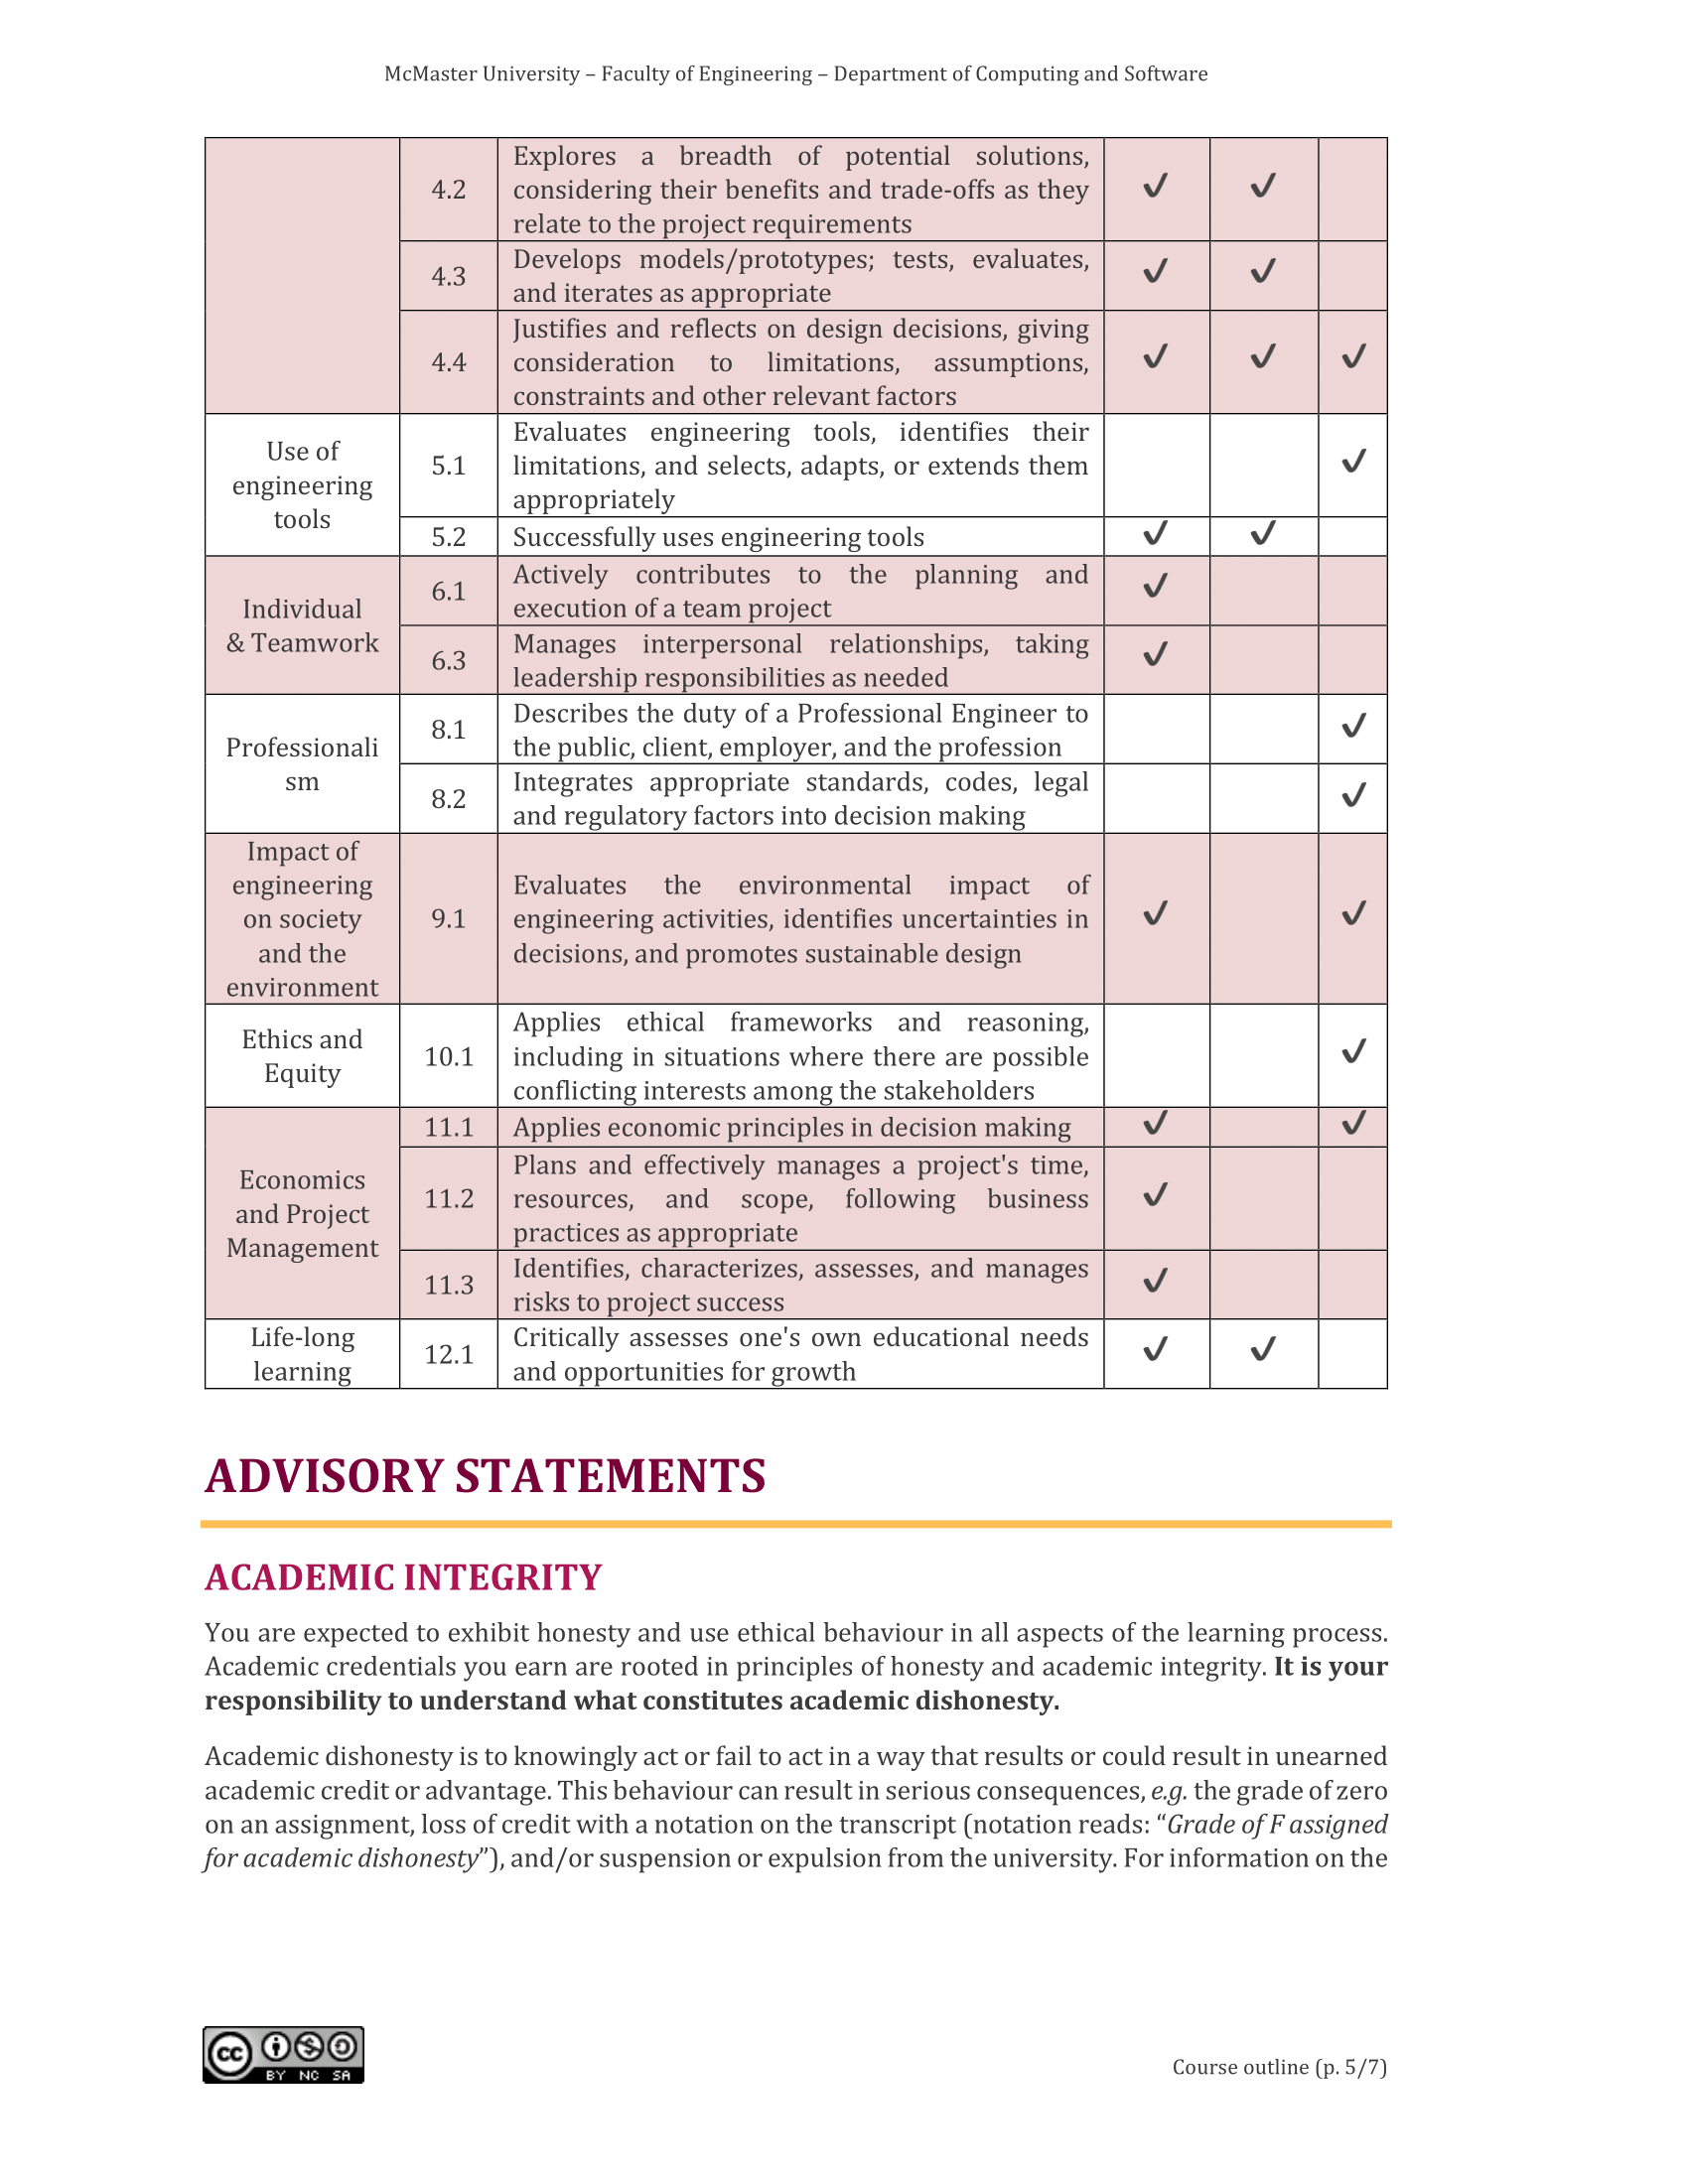 McMaster University – Faculty of Engineering – Department of Computing and Software
4.2
Explores a breadth of potential solutions,
considering their benefits and trade-offs as they
relate to the project requirements
✔ ✔
4.3
Develops models/prototypes; tests, evaluates,
and iterates as appropriate
✔ ✔
4.4
Justifies and reflects on design decisions, giving
consideration to limitations, assumptions,
constraints and other relevant factors
✔ ✔ ✔
Use of
engineering
tools
5.1
Evaluates engineering tools, identifies their
limitations, and selects, adapts, or extends them
appropriately
✔
5.2
Successfully uses engineering tools
✔ ✔
Individual
& Teamwork
6.1
Actively contributes to the planning and
execution of a team project
✔
6.3
Manages interpersonal relationships, taking
leadership responsibilities as needed
✔
Professionali
sm
8.1
Describes the duty of a Professional Engineer to
the public, client, employer, and the profession
✔
8.2
Integrates appropriate standards, codes, legal
and regulatory factors into decision making
✔
Impact of
engineering
on society
and the
environment
9.1
Evaluates the environmental impact of
engineering activities, identifies uncertainties in
decisions, and promotes sustainable design
✔ ✔
Ethics and
Equity
10.1
Applies ethical frameworks and reasoning,
including in situations where there are possible
conflicting interests among the stakeholders
✔
Economics
and Project
Management
11.1
Applies economic principles in decision making
✔ ✔
11.2
Plans and effectively manages a project's time,
resources, and scope, following business
practices as appropriate
✔
11.3
Identifies, characterizes, assesses, and manages
risks to project success
✔
Life-long
learning
12.1
Critically assesses one's own educational needs
and opportunities for growth
✔ ✔
ADVISORY STATEMENTS
ACADEMIC INTEGRITY
You are expected to exhibit honesty and use ethical behaviour in all aspects of the learning process.
Academic credentials you earn are rooted in principles of honesty and academic integrity. It is your
responsibility to understand what constitutes academic dishonesty.
Academic dishonesty is to knowingly act or fail to act in a way that results or could result in unearned
academic credit or advantage. This behaviour can result in serious consequences, e.g. the grade of zero
on an assignment, loss of credit with a notation on the transcript (notation reads: “Grade of F assigned
for academic dishonesty”), and/or suspension or expulsion from the university. For information on the
cc
BY NC SA
Course outline (p. 5/7)